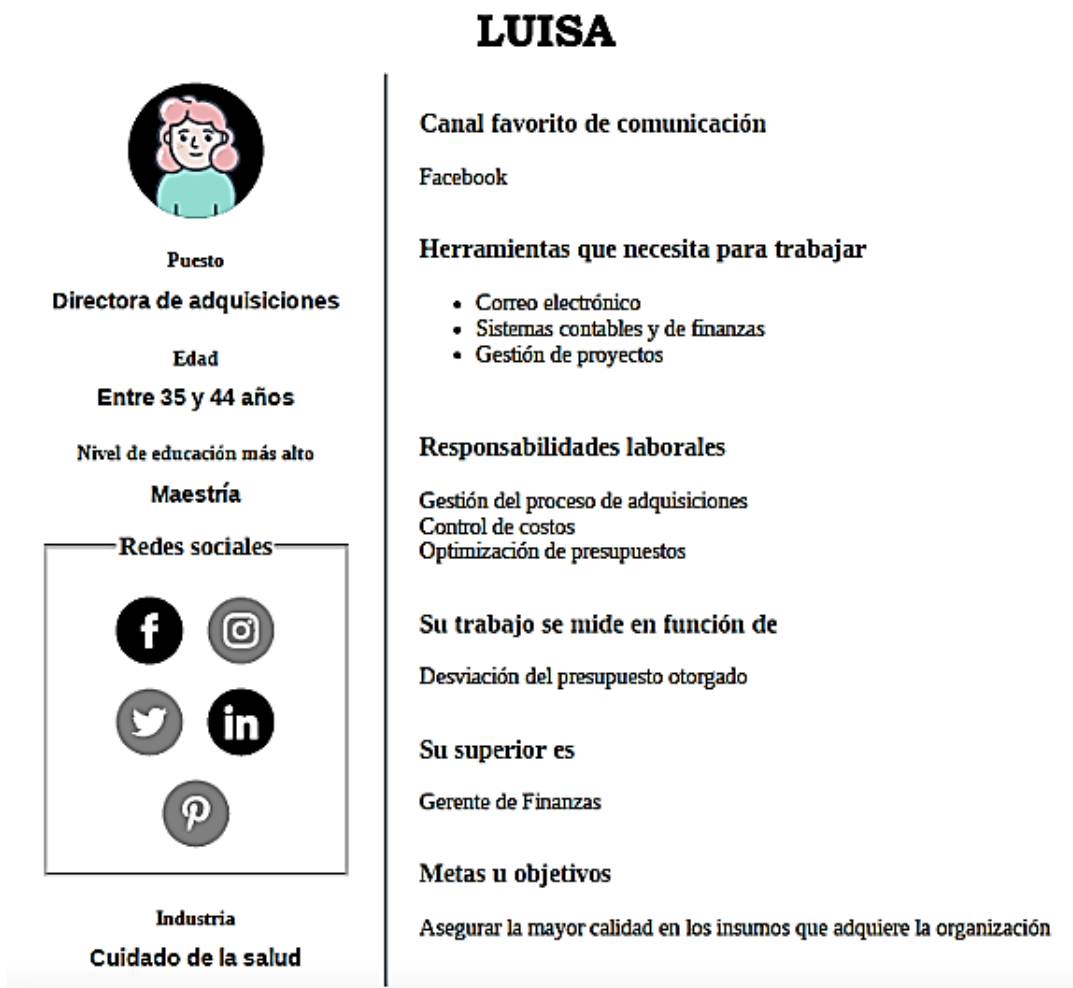 LUISA
Puesto
Directora de adquisiciones
Edad
Entre 35 y 44 años
Nivel de educación más alto
Maestría
Redes sociales
f
in
Industria
Cuidado de la salud
Canal favorito de comunicación
Facebook
Herramientas que necesita para trabajar
• Correo electrónico
• Sistemas contables y de finanzas
• Gestión de proyectos
Responsabilidades laborales
Gestión del proceso de adquisiciones
Control de costos
Optimización de presupuestos
Su trabajo se mide en función de
Desviación del presupuesto otorgado
Su superior es
Gerente de Finanzas
Metas u objetivos
Asegurar la mayor calidad en los insumos que adquiere la organización